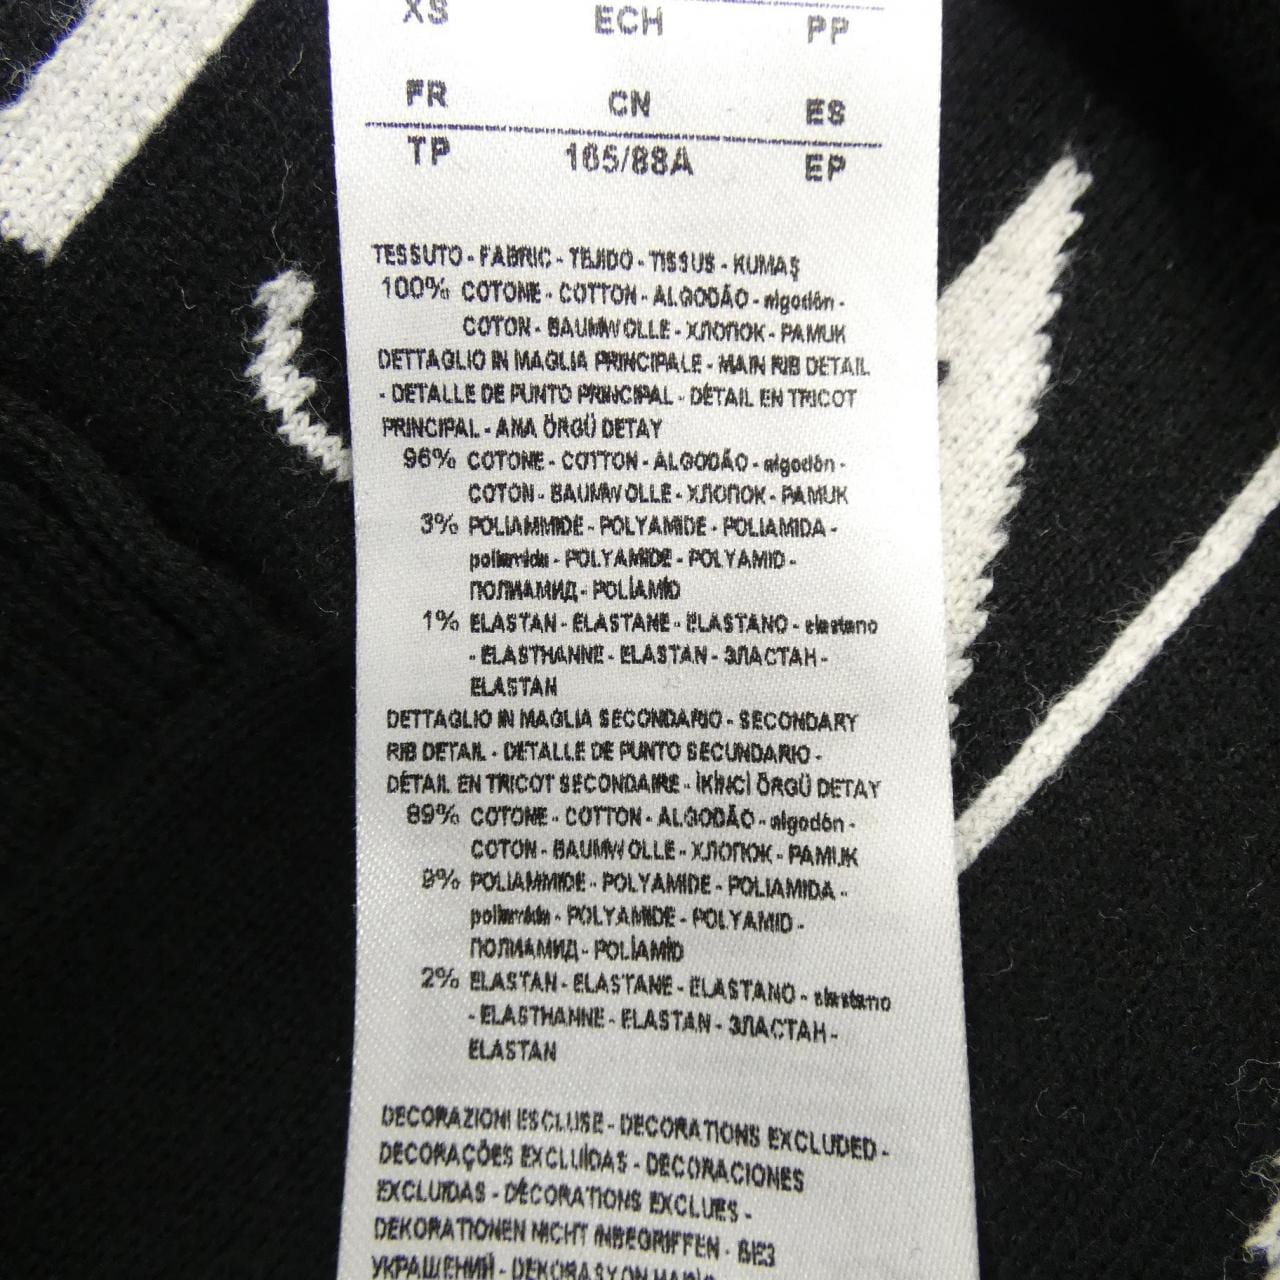 XS ECH PP
FR CN ES
TP 165/88A EP
TESSUTO - FABRIC - TEJIDO - TISSUS - KUMAŞ
100% COTONE - COTTON - ALGODÃO - algodón -
COTON - BAUMWOLLE - ХЛОПОК - PAMUK
DETTAGLIO IN MAGLIA PRINCIPALE - MAIN RIB DETAIL
- DETALLE DE PUNTO PRINCIPAL - DÉTAIL EN TRICOT
PRINCIPAL - ANA ÖRGÜ DETAY
96% COTONE - COTTON - ALGODÃO - algodón -
COTON - BAUMWOLLE - ХЛОПОК - PAMUK
3% POLIAMMIDE - POLYAMIDE - POLIAMIDA -
poliamida - POLYAMIDE - POLYAMID -
ПОЛИАМИД - POLİAMİD
1% ELASTAN - ELASTANE - ELASTANO - elastano
- ELASTHANNE - ELASTAN - ЭЛАСТАН -
ELASTAN
DETTAGLIO IN MAGLIA SECONDARIO - SECONDARY
RIB DETAIL - DETALLE DE PUNTO SECUNDARIO -
DÉTAIL EN TRICOT SECONDAIRE - İKİNCİ ÖRGÜ DETAY
89% COTONE - COTTON - ALGODÃO - algodón -
COTON - BAUMWOLLE - ХЛОПОК - PAMUK
9% POLIAMMIDE - POLYAMIDE - POLIAMIDA -
poliamida - POLYAMIDE - POLYAMID -
ПОЛИАМИД - POLİAMİD
2% ELASTAN - ELASTANE - ELASTANO - elastano
- ELASTHANNE - ELASTAN - ЭЛАСТАН -
ELASTAN
DECORAZIONI ESCLUSE - DECORATIONS EXCLUDED -
DECORAÇÕES EXCLUÍDAS - DECORACIONES
EXCLUIDAS - DÉCORATIONS EXCLUES -
DEKORATIONEN NICHT INBEGRIFFEN - БЕЗ
УКРАШЕНИЙ - DEKORASYON